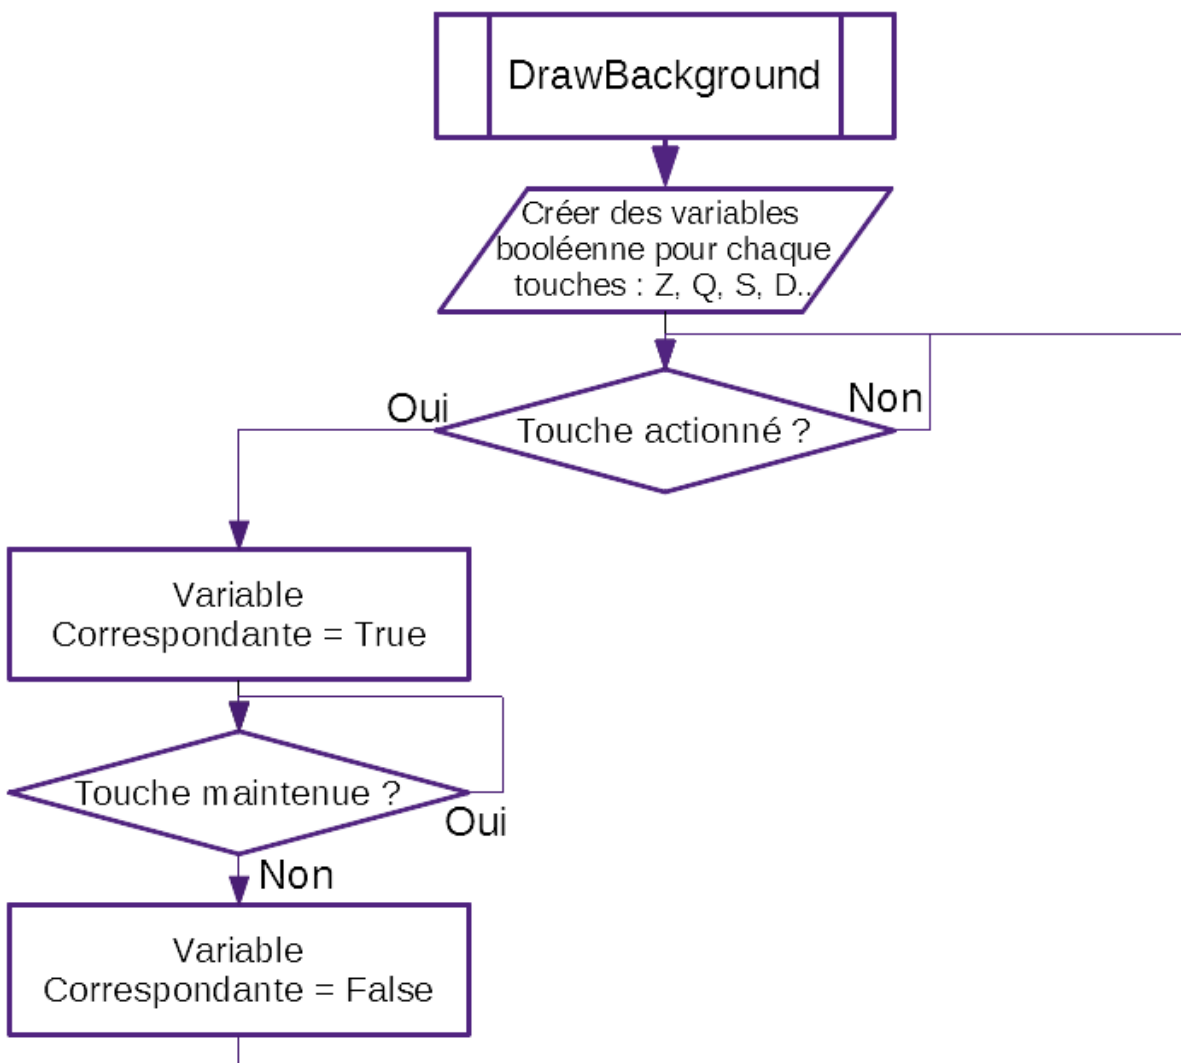 DrawBackground
Créer des variables
booléenne pour chaque
touches : Z, Q, S, D..
Non
Oui
Touche actionné ?
Variable
Correspondante = True
Touche maintenue ?
Oui
Non
Variable
Correspondante = False